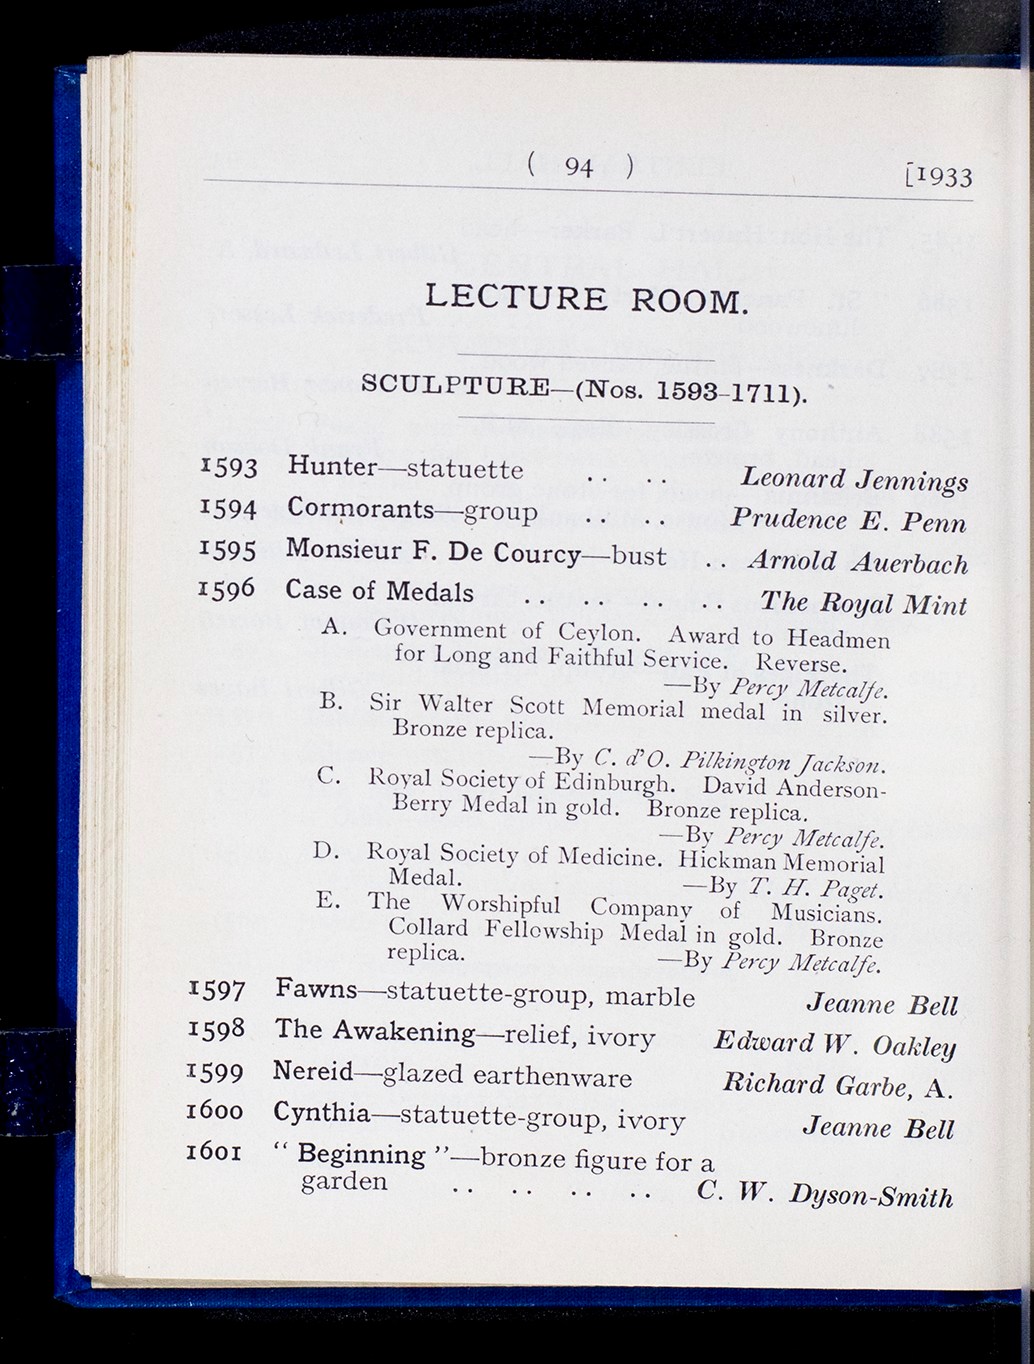 ( 94 ) [1933
LECTURE ROOM.
SCULPTURE—(Nos. 1593-1711).
1593 Hunter—statuette .. .. Leonard Jennings
1594 Cormorants—group .. .. Prudence E. Penn
1595 Monsieur F. De Courcy—bust .. Arnold Auerbach
1596 Case of Medals .. .. .. .. The Royal Mint
A. Government of Ceylon. Award to Headmen
for Long and Faithful Service. Reverse.
—By Percy Metcalfe.
B. Sir Walter Scott Memorial medal in silver.
Bronze replica.
—By C. d'O. Pilkington Jackson.
C. Royal Society of Edinburgh. David Anderson-
Berry Medal in gold. Bronze replica.
—By Percy Metcalfe.
D. Royal Society of Medicine. Hickman Memorial
Medal. —By T. H. Paget.
E. The Worshipful Company of Musicians.
Collard Fellowship Medal in gold. Bronze
replica. —By Percy Metcalfe.
1597 Fawns—statuette-group, marble Jeanne Bell
1598 The Awakening—relief, ivory Edward W. Oakley
1599 Nereid—glazed earthenware Richard Garbe, A.
1600 Cynthia—statuette-group, ivory Jeanne Bell
1601 " Beginning "—bronze figure for a
garden .. .. .. .. C. W. Dyson-Smith